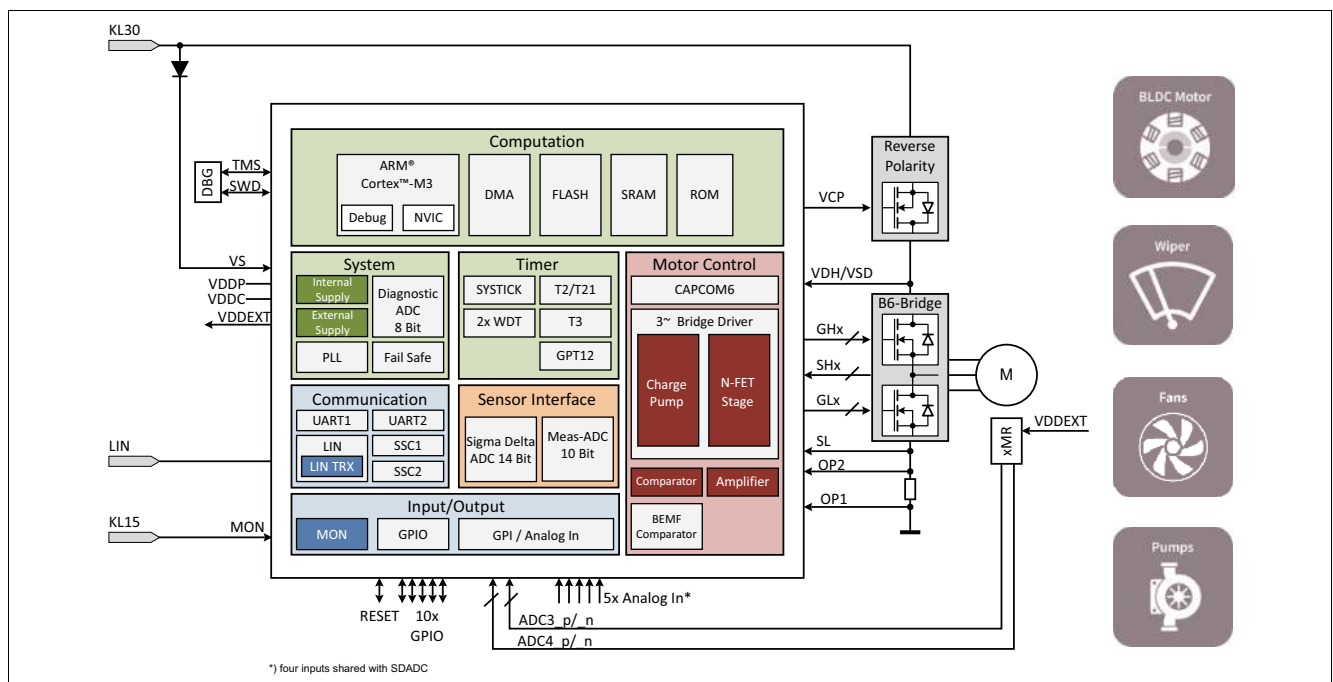 KL30
BLDC Motor
Computation
ARM®
Cortex™-M3
Debug
NVIC
DMA
FLASH
SRAM
ROM
DBG
TMS
SWD
VCP
Reverse
Polarity
VS
VDDP
VDDC
VDDEXT
System
Internal
Supply
External
Supply
Diagnostic
ADC
8 Bit
PLL
Fail Safe
Timer
SYSTICK
T2/T21
2x WDT
T3
GPT12
Motor Control
CAPCOM6
3~ Bridge Driver
Charge
Pump
N-FET
Stage
Comparator
Amplifier
BEMF
Comparator
VDH/VSD
B6-Bridge
GHx
SHx
GLx
SL
OP2
OP1
M
xMR
VDDEXT
Wiper
Fans
Pumps
Communication
UART1
UART2
LIN
LIN TRX
SSC1
SSC2
Sensor Interface
Sigma Delta
ADC 14 Bit
Meas-ADC
10 Bit
LIN
KL15
MON
Input/Output
MON
GPIO
GPI / Analog In
RESET
10x
GPIO
5x Analog In*
ADC3_p/_n
ADC4_p/_n
*) four inputs shared with SDADC